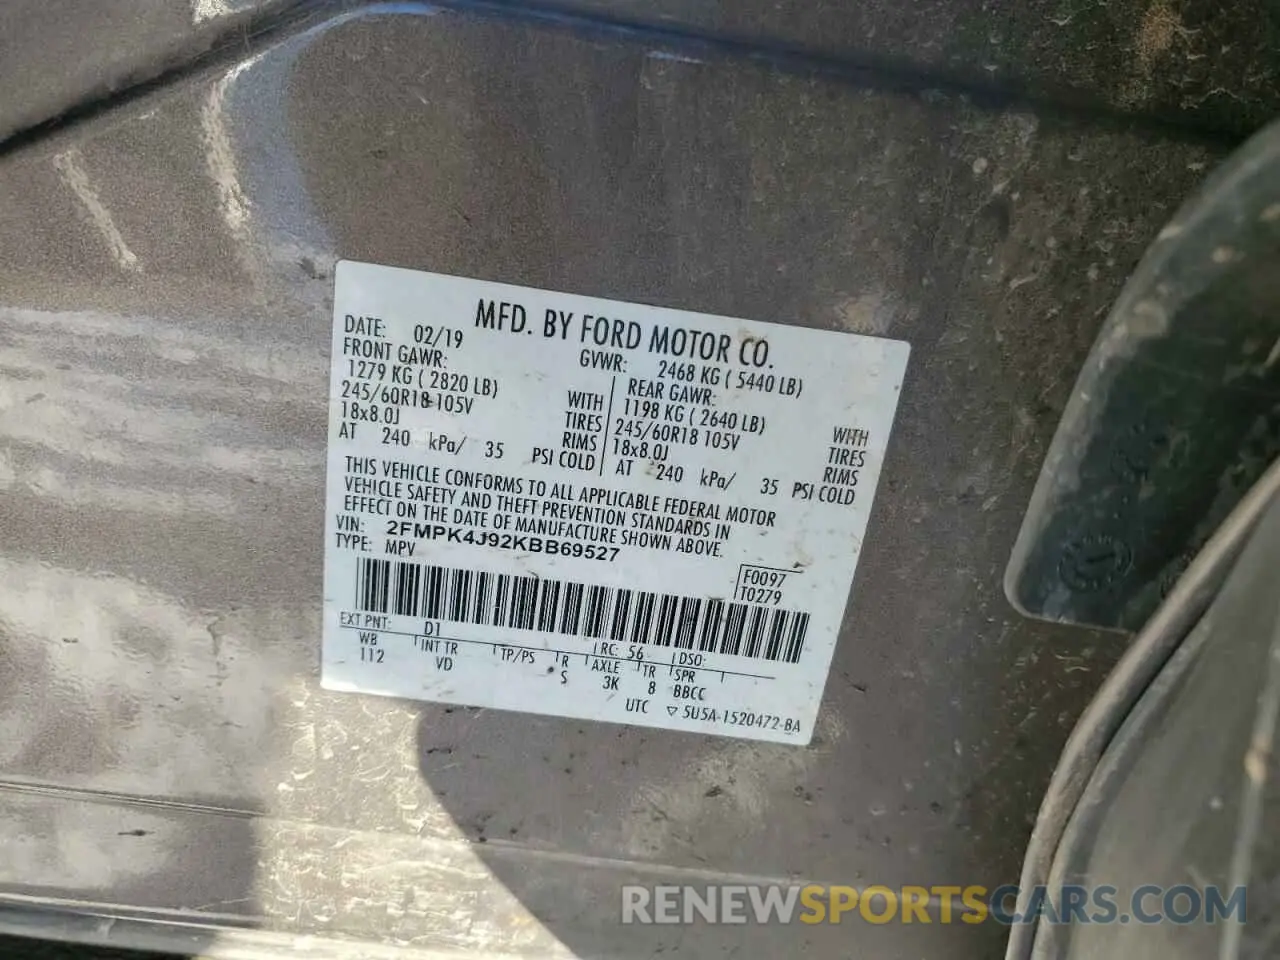 MFD. BY FORD MOTOR CO.
DATE: 02/19 GVWR: 2468 KG ( 5440 LB)
FRONT GAWR: REAR GAWR:
1279 KG ( 2820 LB) WITH 1198 KG ( 2640 LB) WITH
245/60R18 105V TIRES 245/60R18 105V TIRES
18x8.0J RIMS 18x8.0J RIMS
AT 240 kPa/ 35 PSI COLD AT 240 kPa/ 35 PSI COLD
THIS VEHICLE CONFORMS TO ALL APPLICABLE FEDERAL MOTOR
VEHICLE SAFETY AND THEFT PREVENTION STANDARDS IN
EFFECT ON THE DATE OF MANUFACTURE SHOWN ABOVE.
VIN: 2FMPK4J92KBB69527
TYPE: MPV
F0097
T0279
EXT PNT: D1 RC: 56 DSO:
WB INT TR TP/PS R AXLE TR SPR
112 VD S 3K 8 BBCC
UTC ▽ 5U5A-1520472-BA
RENEWSPORTSCARS.COM